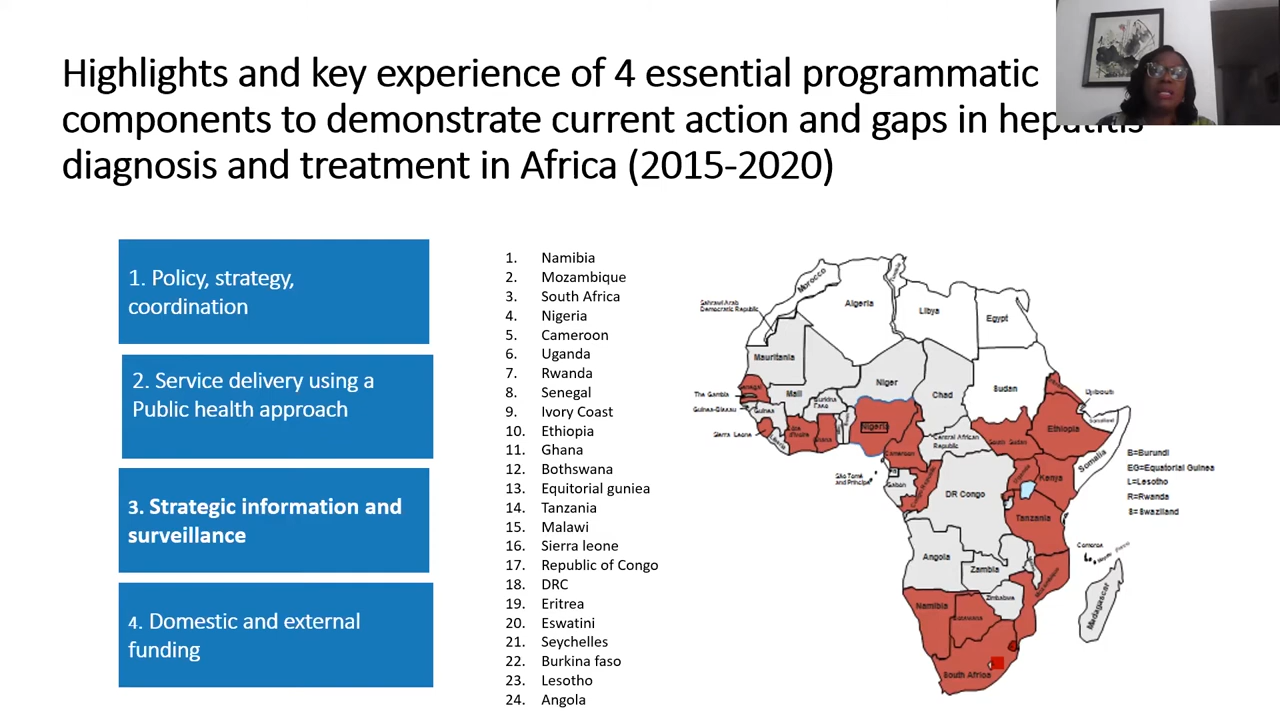 Highlights and key experience of 4 essential programmatic
components to demonstrate current action and gaps in hepatitis
diagnosis and treatment in Africa (2015-2020)
1. Policy, strategy,
coordination
2. Service delivery using a
Public health approach
3. Strategic information and
surveillance
4. Domestic and external
funding
1. Namibia
2. Mozambique
3. South Africa
4. Nigeria
5. Cameroon
6. Uganda
7. Rwanda
8. Senegal
9. Ivory Coast
10. Ethiopia
11. Ghana
12. Bothswana
13. Equitorial guniea
14. Tanzania
15. Malawi
16. Sierra leone
17. Republic of Congo
18. DRC
19. Eritrea
20. Eswatini
21. Seychelles
22. Burkina faso
23. Lesotho
24. Angola
Morocco
Algeria
Libya
Egypt
Sahrawi Arab
Democratic Republic
Mauritania
Mali
Niger
Chad
Sudan
Djibouti
Senegal
The Gambia
Guinea-Bissau
Guinea
Burkina
Faso
Sierra Leone
Ghana
Nigeria
Cameroon
Central African
Republic
South Sudan
Ethiopia
Somalia
São Tomé
and Principe
Gabon
DR Congo
Uganda
Kenya
Tanzania
Angola
Zambia
Zimbabwe
Mozambique
Namibia
Botswana
South Africa
Madagascar
B=Burundi
EG=Equatorial Guinea
L=Lesotho
R=Rwanda
S=Swaziland